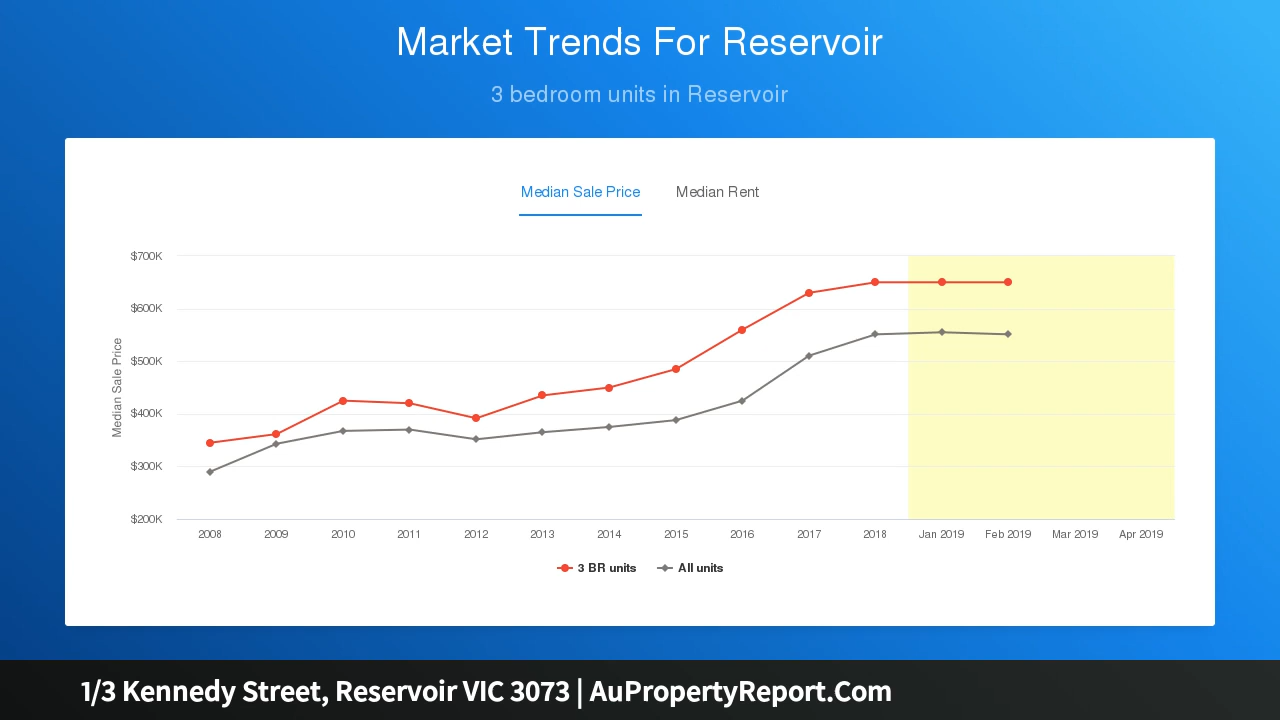 Market Trends For Reservoir
3 bedroom units in Reservoir
Median Sale Price Median Rent
$700K
$600K
$500K
$400K
$300K
$200K
Median Sale Price
2008 2009 2010 2011 2012 2013 2014 2015 2016 2017 2018 Jan 2019 Feb 2019 Mar 2019 Apr 2019
3 BR units All units
1/3 Kennedy Street, Reservoir VIC 3073 | AuPropertyReport.Com